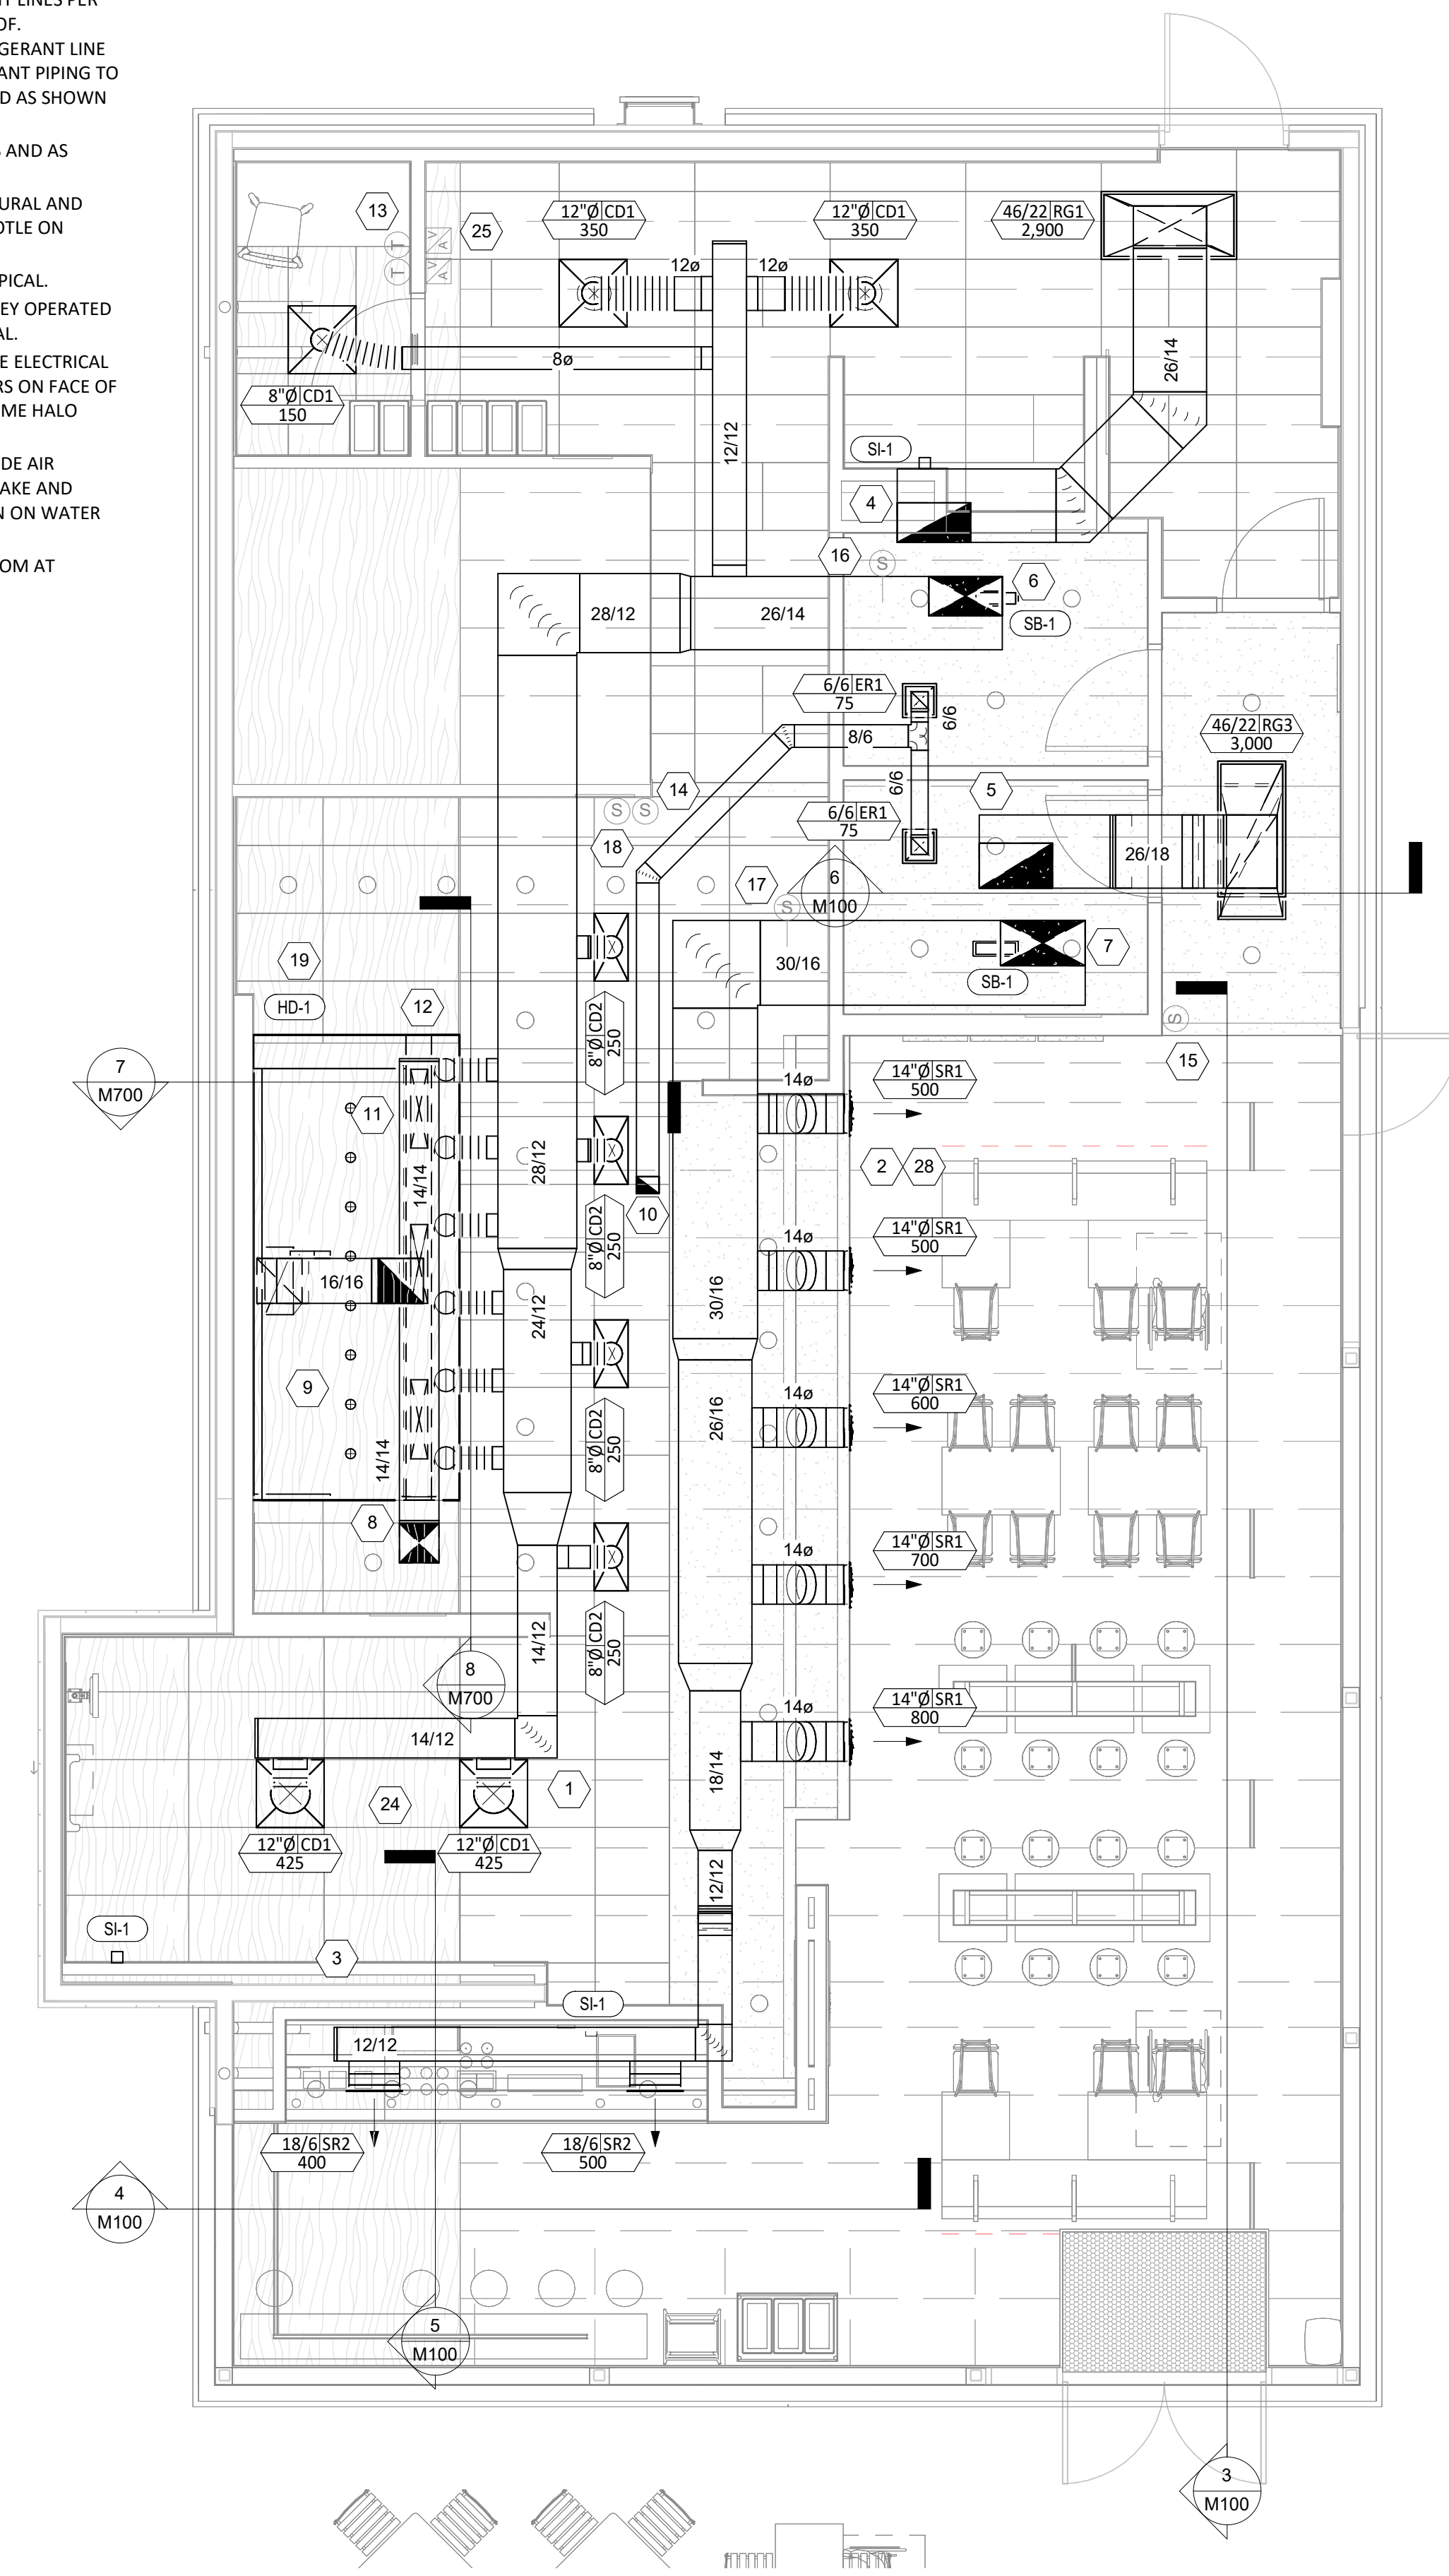 T LINES PER
OF.
GERANT LINE
ANT PIPING TO
D AS SHOWN
AND AS
URAL AND
OTLE ON
PICAL.
EY OPERATED
AL.
E ELECTRICAL
RS ON FACE OF
ME HALO
DE AIR
AKE AND
N ON WATER
OM AT
13
T
T
V
A
V
A
25
12"Ø CD1
350
12"Ø CD1
350
46/22 RG1
2,900
12ø
12ø
8ø
8"Ø CD1
150
12/12
26/14
SI-1
4
16
S
6
SB-1
28/12
26/14
6/6 ER1
75
6/6
8/6
46/22 RG3
3,000
14
S
S
6/6
5
6/6 ER1
75
18
26/18
17
6
M100
S
30/16
7
SB-1
19
HD-1
12
8"Ø CD2
250
S
15
7
M700
11
14/14
28/12
14ø
14"Ø SR1
500
2
28
8"Ø CD2
250
10
14ø
14"Ø SR1
500
16/16
24/12
30/16
9
14ø
14"Ø SR1
600
26/16
8"Ø CD2
250
14/14
8
14ø
14"Ø SR1
700
14/12
8"Ø CD2
250
8
M700
14ø
14"Ø SR1
800
14/12
18/14
1
24
12"Ø CD1
425
12"Ø CD1
425
12/12
SI-1
3
SI-1
12/12
18/6 SR2
400
18/6 SR2
500
4
M100
5
M100
3
M100